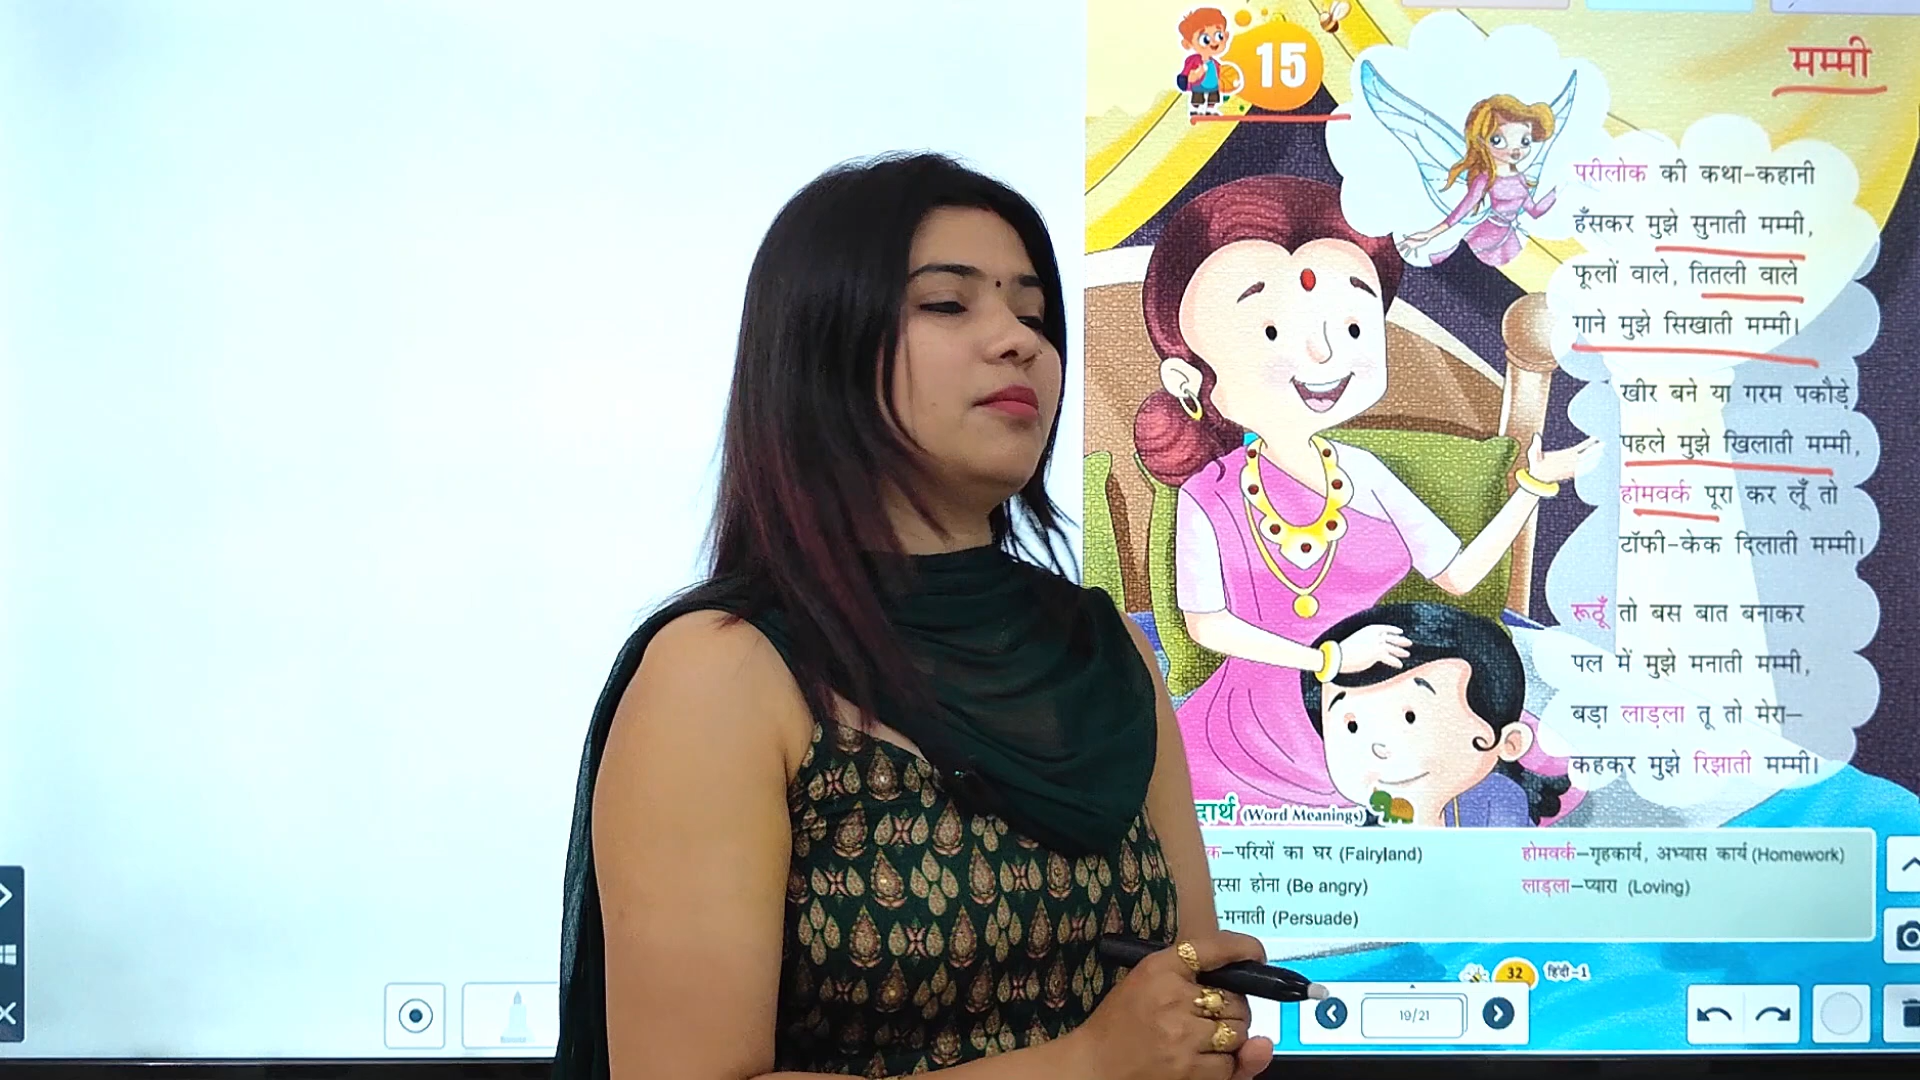 15
मम्मी
परीलोक की कथा-कहानी
हँसकर मुझे सुनाती मम्मी,
फूलों वाले, तितली वाले
गाने मुझे सिखाती मम्मी।
खीर बने या गरम पकौड़े
पहले मुझे खिलाती मम्मी,
होमवर्क पूरा कर लूँ तो
टॉफी-केक दिलाती मम्मी।
रूठूँ तो बस बात बनाकर
पल में मुझे मनाती मम्मी,
बड़ा लाड़ला तू तो मेरा—
कहकर मुझे रिझाती मम्मी।
(Word Meanings)
—परियों का घर (Fairyland)
होमवर्क—गृहकार्य, अभ्यास कार्य (Homework)
होना (Be angry)
लाड़ला—प्यारा (Loving)
—मनाती (Persuade)
32 हिंदी-1
19/21